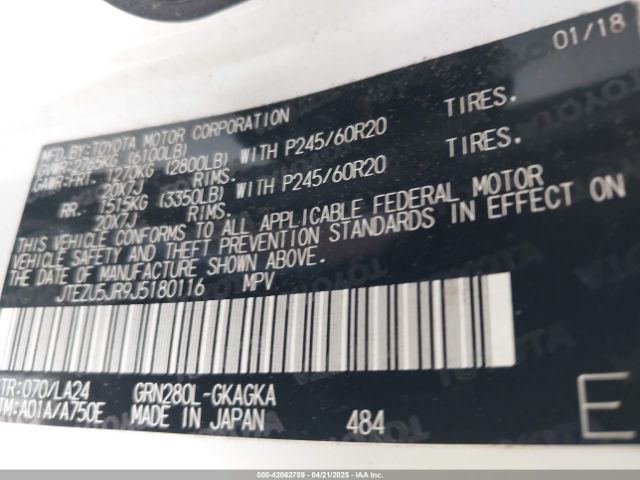 01/18
MFD.BY:TOYOTA MOTOR CORPORATION
GVWR:2765KG (6100LB)
GAWR:FRT. 1270KG (2800LB) WITH P245/60R20 TIRES.
20X7J RIMS.
RR. 1515KG (3350LB) WITH P245/60R20 TIRES.
20X7J RIMS.
THIS VEHICLE CONFORMS TO ALL APPLICABLE FEDERAL MOTOR
VEHICLE SAFETY AND THEFT PREVENTION STANDARDS IN EFFECT ON
THE DATE OF MANUFACTURE SHOWN ABOVE.
JTEZU5JR9J5180116 MPV
TR:070/LA24 GRN280L-GKAGKA
TM:A01A/A750E MADE IN JAPAN 484 E
000-42062709 - 04/21/2025 - IAA Inc.